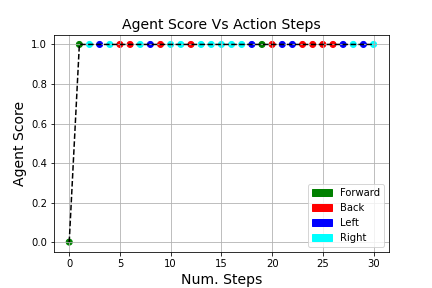 Agent Score Vs Action Steps
1.0
0.8
0.6
0.4
0.2
0.0
Agent Score
Forward
Back
Left
Right
0 5 10 15 20 25 30
Num. Steps